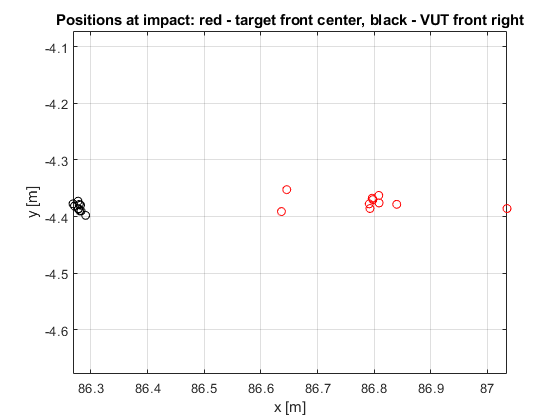 Positions at impact: red - target front center, black - VUT front right
-4.1
-4.2
-4.3
-4.4
-4.5
-4.6
y [m]
86.3 86.4 86.5 86.6 86.7 86.8 86.9 87
x [m]